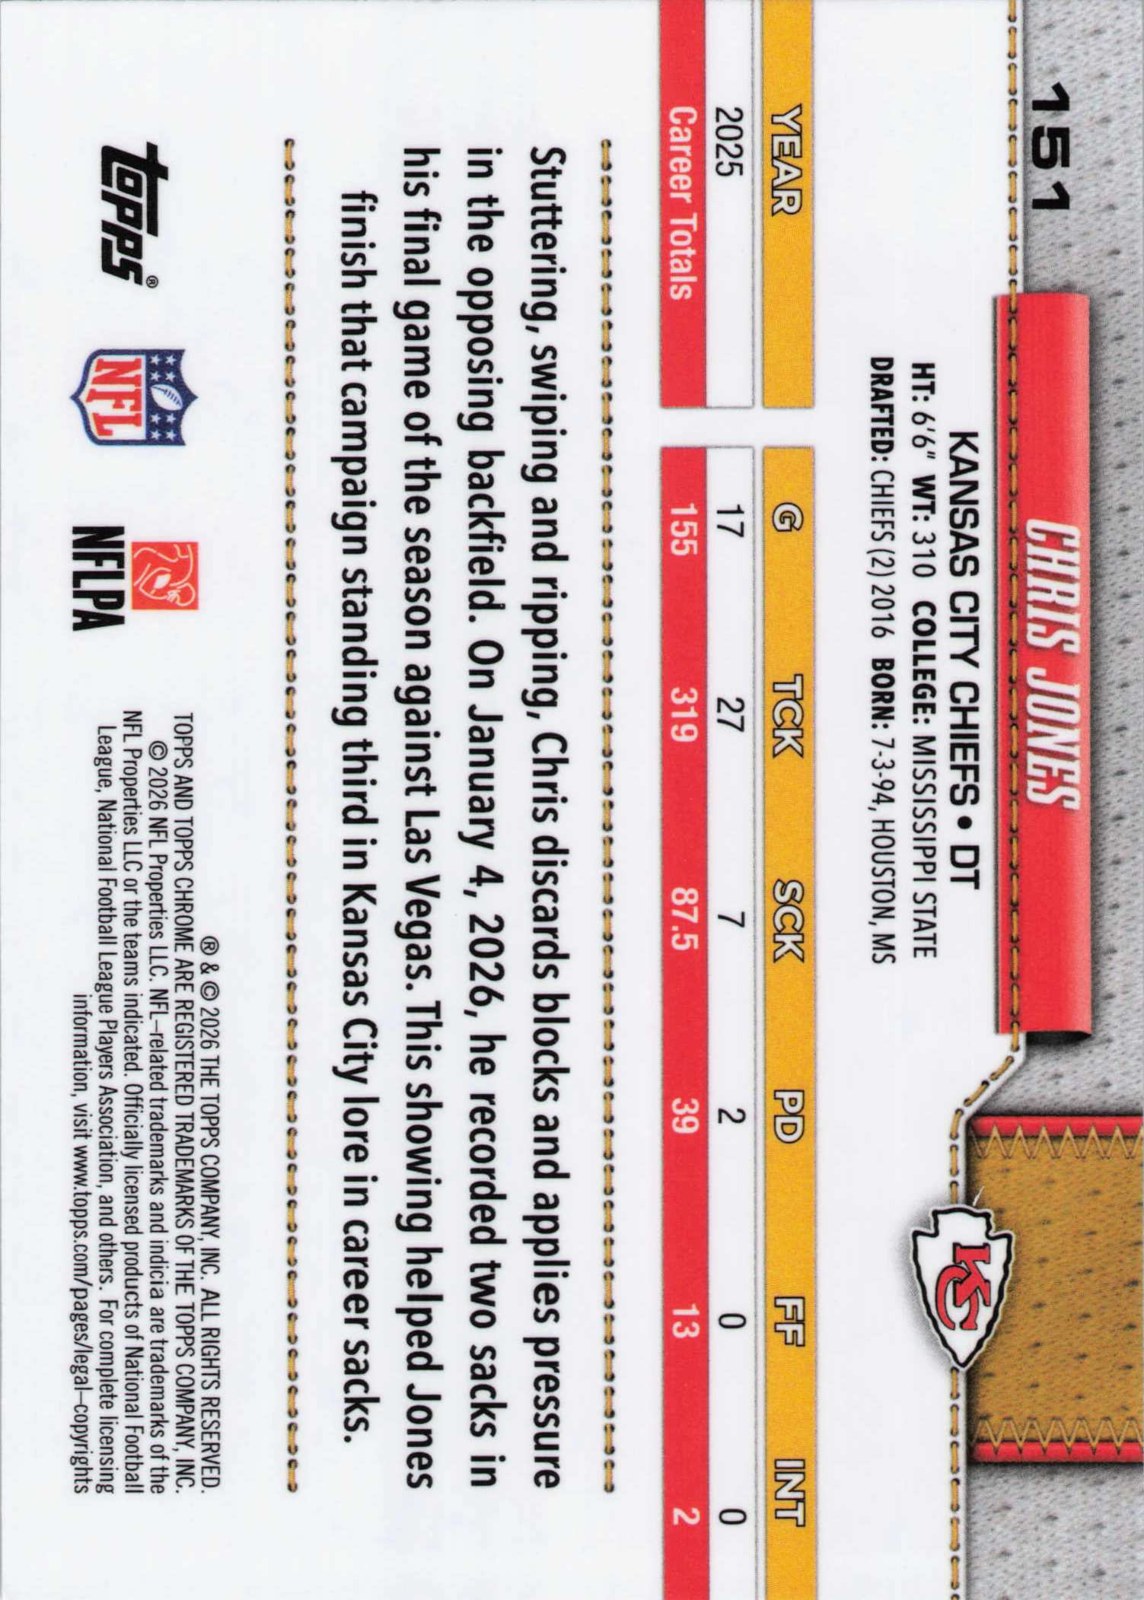 151
CHRIS JONES
KANSAS CITY CHIEFS • DT
HT: 6'6" WT: 310 COLLEGE: MISSISSIPPI STATE
DRAFTED: CHIEFS (2) 2016 BORN: 7-3-94, HOUSTON, MS
KC
YEAR G TCK SCK PD FF INT
2025 17 27 7 2 0 0
Career Totals 155 319 87.5 39 13 2
Stuttering, swiping and ripping, Chris discards blocks and applies pressure
in the opposing backfield. On January 4, 2026, he recorded two sacks in
his final game of the season against Las Vegas. This showing helped Jones
finish that campaign standing third in Kansas City lore in career sacks.
topps®
NFL
NFLPA
® & © 2026 THE TOPPS COMPANY, INC. ALL RIGHTS RESERVED.
TOPPS AND TOPPS CHROME ARE REGISTERED TRADEMARKS OF THE TOPPS COMPANY, INC.
© 2026 NFL Properties LLC. NFL-related trademarks and indicia are trademarks of the
NFL Properties LLC or the teams indicated. Officially licensed products of National Football
League, National Football League Players Association, and others. For complete licensing
information, visit www.topps.com/pages/legal-copyrights